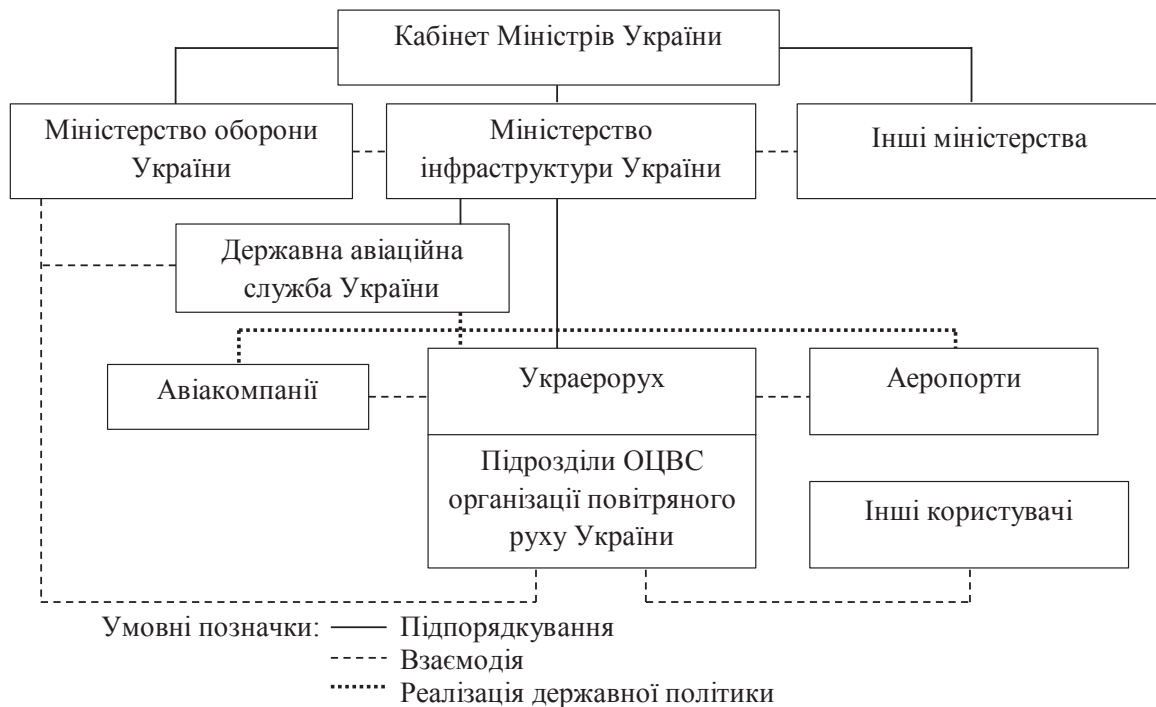 Кабінет Міністрів України
Міністерство оборони
України
Міністерство
інфраструктури України
Інші міністерства
Державна авіаційна
служба України
Авіакомпанії
Украерорух
Аеропорти
Підрозділи ОЦВС
організації повітряного
руху України
Інші користувачі
Умовні позначки:
Підпорядкування
Взаємодія
Реалізація державної політики